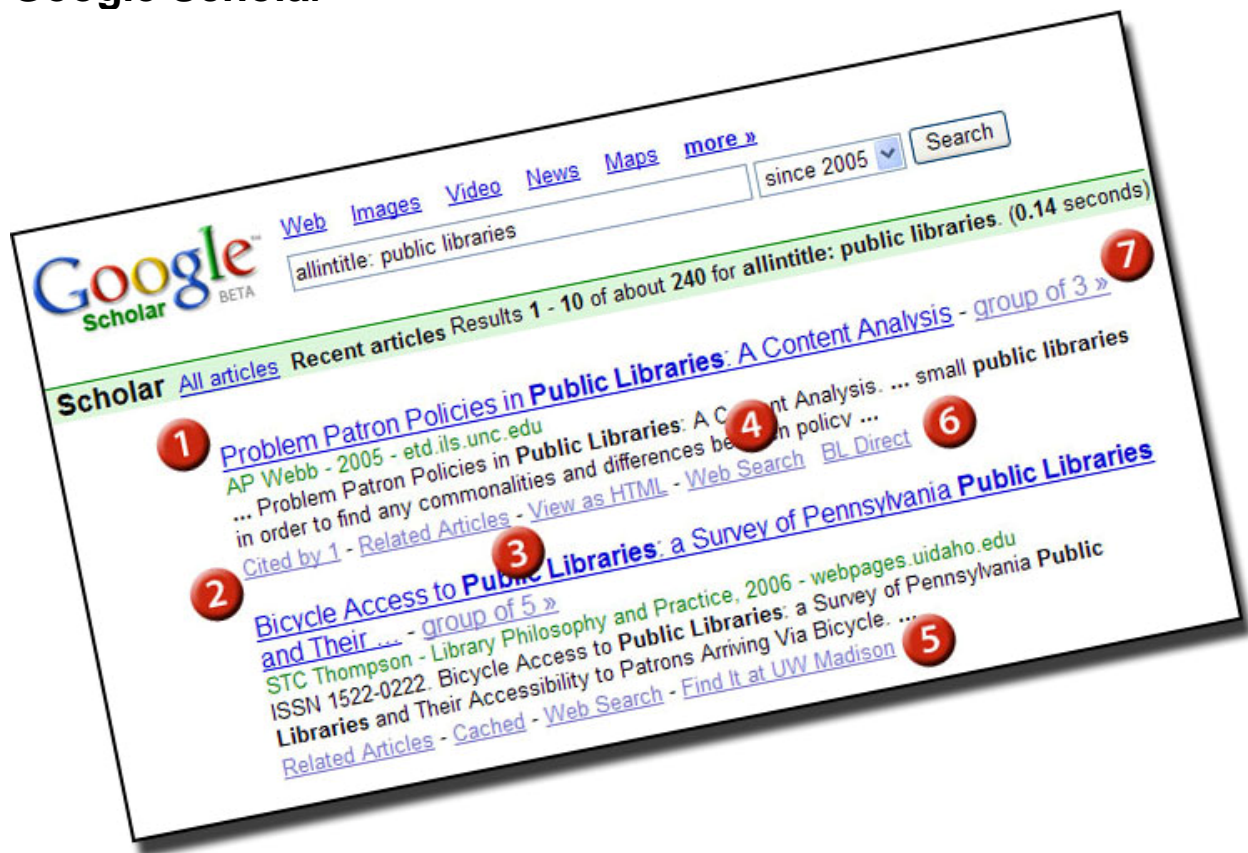 Google Scholar
Web Images Video News Maps more »
allintitle: public libraries since 2005 Search
Google™
Scholar BETA
Scholar All articles Recent articles Results 1 - 10 of about 240 for allintitle: public libraries. (0.14 seconds)
7
1
Problem Patron Policies in Public Libraries: A Content Analysis - group of 3 »
AP Webb - 2005 - etd.ils.unc.edu
4
6
... Problem Patron Policies in Public Libraries: A Content Analysis. ... small public libraries
in order to find any commonalities and differences between policy ...
Cited by 1 - Related Articles - View as HTML - Web Search BL Direct
2
3
Bicycle Access to Public Libraries: a Survey of Pennsylvania Public Libraries
and Their ... - group of 5 »
STC Thompson - Library Philosophy and Practice, 2006 - webpages.uidaho.edu
ISSN 1522-0222. Bicycle Access to Public Libraries: a Survey of Pennsylvania Public
Libraries and Their Accessibility to Patrons Arriving Via Bicycle. ...
Related Articles - Cached - Web Search - Find It at UW Madison
5